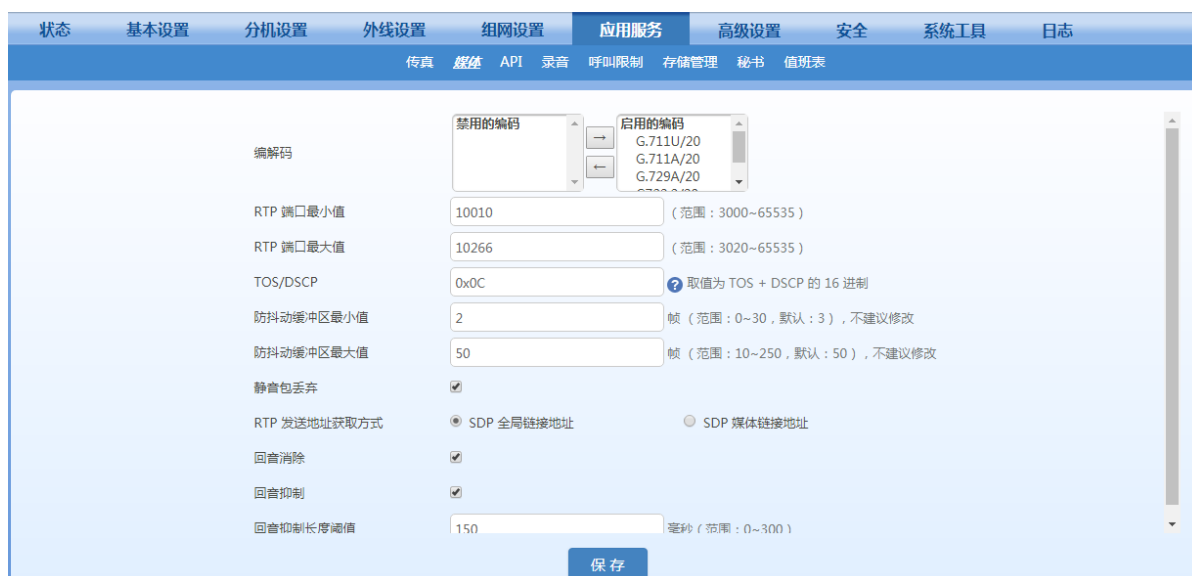 状态 基本设置 分机设置 外线设置 组网设置 应用服务 高级设置 安全 系统工具 日志
传真 媒体 API 录音 呼叫限制 存储管理 秘书 值班表
禁用的编码 → 启用的编码
G.711U/20
编解码 ← G.711A/20
G.729A/20
RTP 端口最小值 10010 (范围:3000~65535)
RTP 端口最大值 10266 (范围:3020~65535)
TOS/DSCP 0x0C ? 取值为 TOS + DSCP 的 16 进制
防抖动缓冲区最小值 2 帧 (范围:0~30,默认:3),不建议修改
防抖动缓冲区最大值 50 帧 (范围:10~250,默认:50),不建议修改
静音包丢弃
RTP 发送地址获取方式 SDP 全局链接地址 SDP 媒体链接地址
回音消除
回音抑制
回音抑制长度阈值 150 毫秒 (范围:0~300)
保存